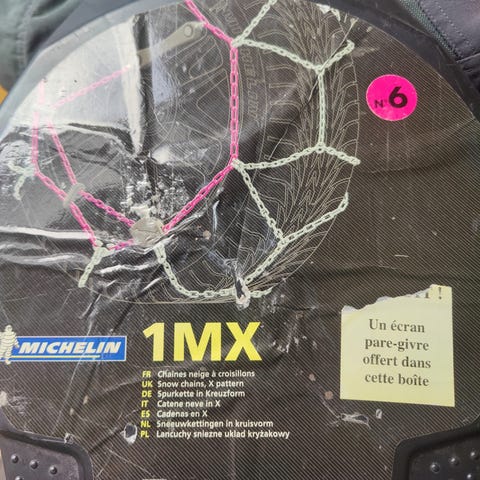 N°6
MICHELIN
1MX
FR Chaînes neige à croisillons
UK Snow chains, X pattern
DE Spurkette in Kreuzform
IT Catene neve in X
ES Cadenas en X
NL Sneeuwkettingen in kruisvorm
PL Lancuchy sniezne uklad kryżakowy
Un écran
pare-givre
offert dans
cette boîte